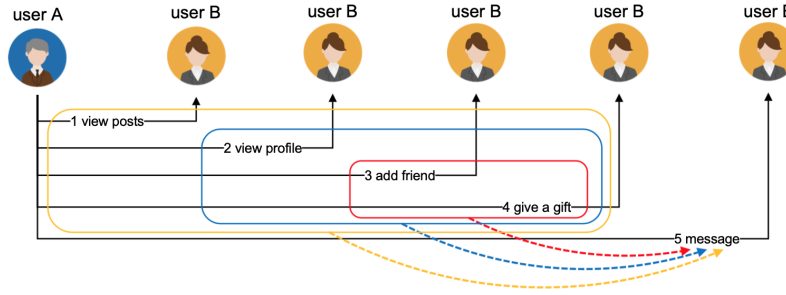 user A
user B
user B
user B
user B
user B
1 view posts
2 view profile
3 add friend
4 give a gift
5 message